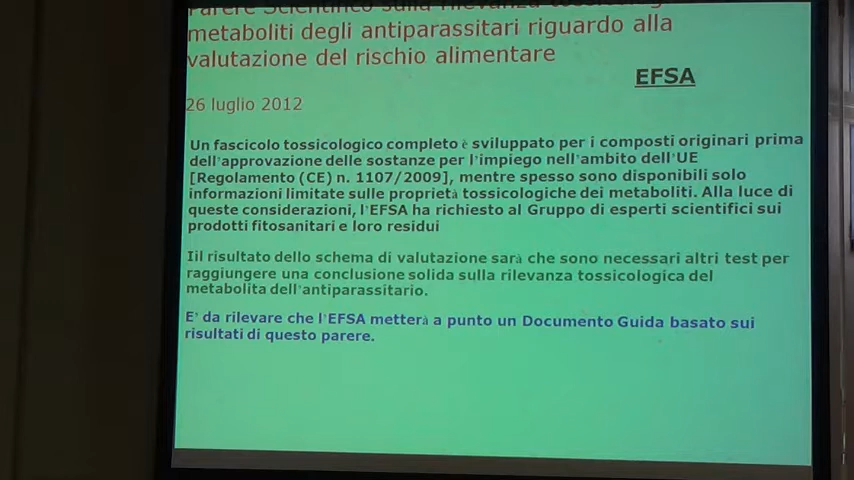 Parere Scientifico sulla rilevanza
metaboliti degli antiparassitari riguardo alla
valutazione del rischio alimentare
EFSA
26 luglio 2012
Un fascicolo tossicologico completo è sviluppato per i composti originari prima
dell'approvazione delle sostanze per l'impiego nell'ambito dell'UE
[Regolamento (CE) n. 1107/2009], mentre spesso sono disponibili solo
informazioni limitate sulle proprietà tossicologiche dei metaboliti. Alla luce di
queste considerazioni, l'EFSA ha richiesto al Gruppo di esperti scientifici sui
prodotti fitosanitari e loro residui
Iil risultato dello schema di valutazione sarà che sono necessari altri test per
raggiungere una conclusione solida sulla rilevanza tossicologica del
metabolita dell'antiparassitario.
E' da rilevare che l'EFSA metterà a punto un Documento Guida basato sui
risultati di questo parere.